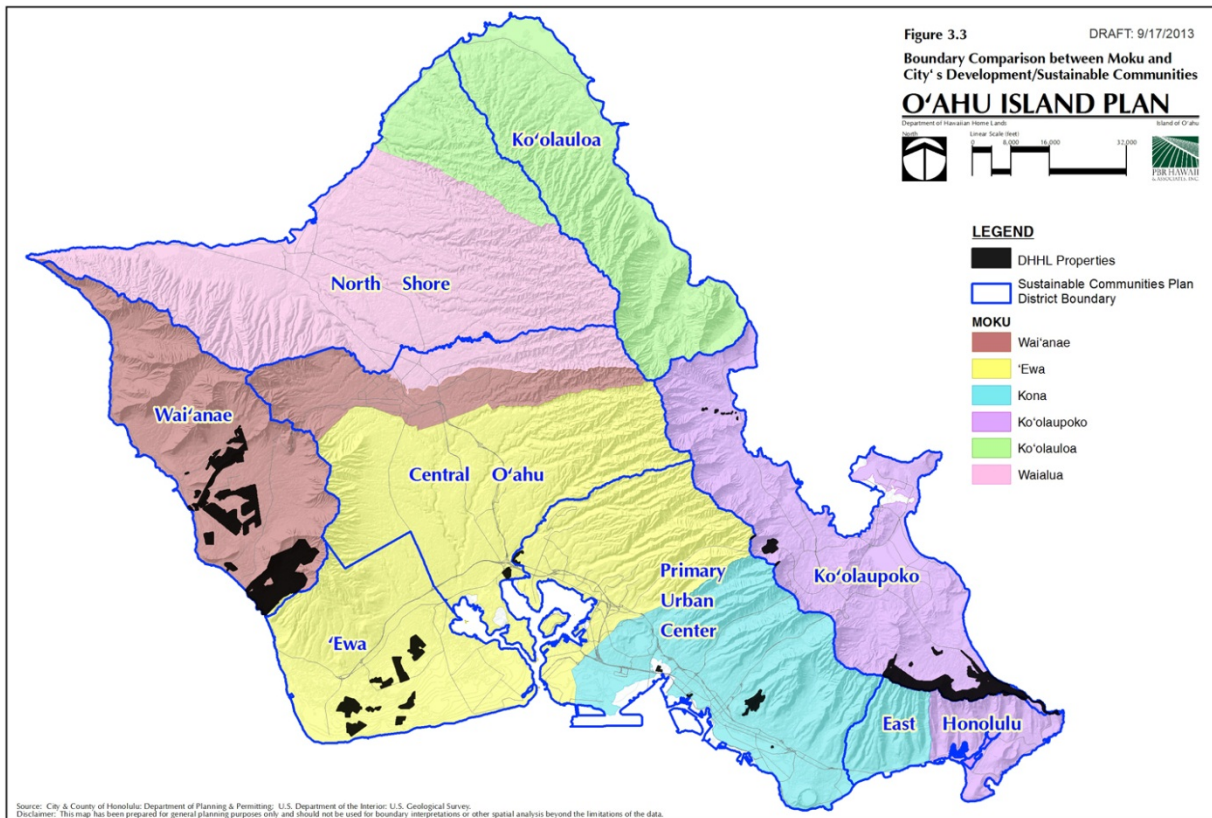 Figure 3.3
DRAFT: 9/17/2013
Boundary Comparison between Moku and
City's Development/Sustainable Communities
O‘AHU ISLAND PLAN
Department of Hawaiian Home Lands
Island of O‘ahu
North
Linear Scale (feet)
0 8,000 16,000 32,000
PBR HAWAII
& ASSOCIATES, INC.
LEGEND
DHHL Properties
Sustainable Communities Plan
District Boundary
MOKU
Wai‘anae
‘Ewa
Kona
Ko‘olaupoko
Ko‘olauloa
Waialua
Ko‘olauloa
North Shore
Wai‘anae
Central O‘ahu
Primary
Urban
Center
Ko‘olaupoko
‘Ewa
East Honolulu
Source: City & County of Honolulu: Department of Planning & Permitting; U.S. Department of the Interior: U.S. Geological Survey.
Disclaimer: This map has been prepared for general planning purposes only and should not be used for boundary interpretations or other spatial analysis beyond the limitations of the data.